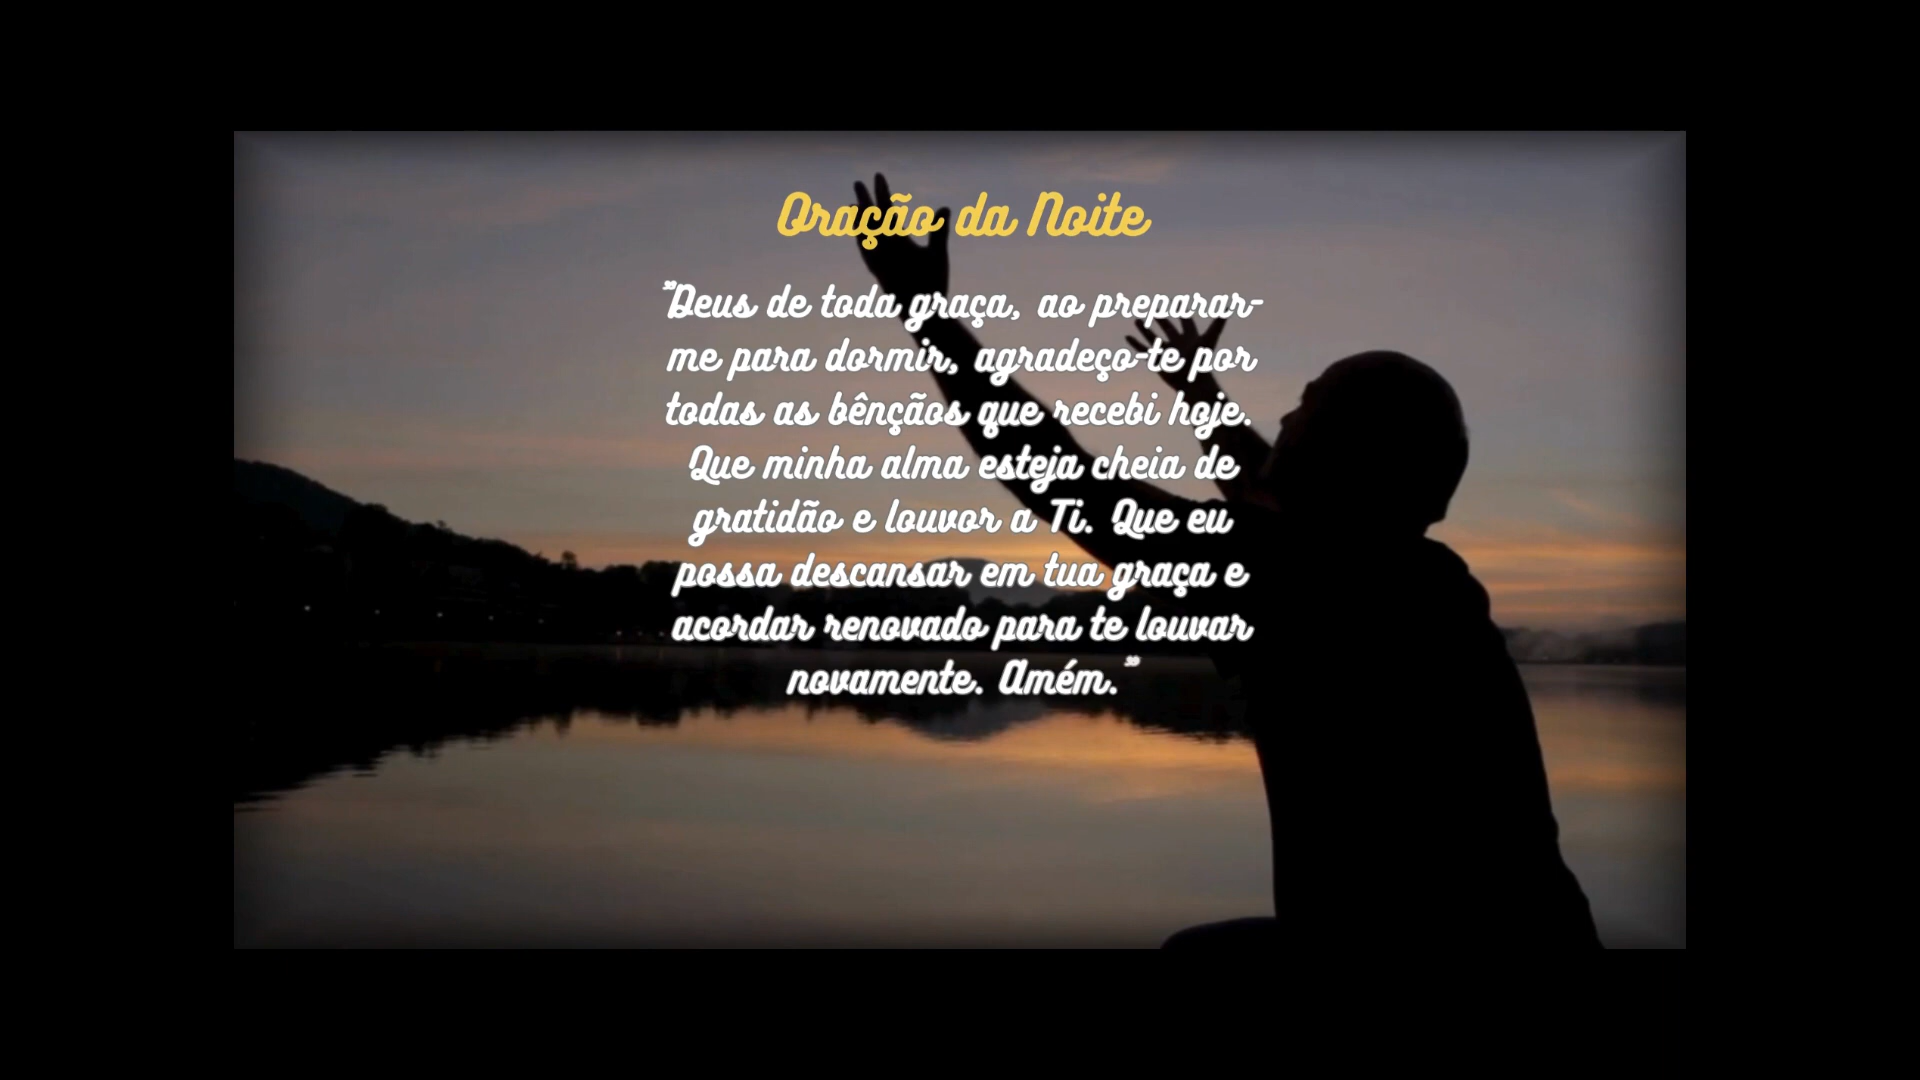 Oração da Noite
"Deus de toda graça, ao preparar-
me para dormir, agradeço-te por
todas as bênçãos que recebi hoje.
Que minha alma esteja cheia de
gratidão e louvor a Ti. Que eu
possa descansar em tua graça e
acordar renovado para te louvar
novamente. Amém."